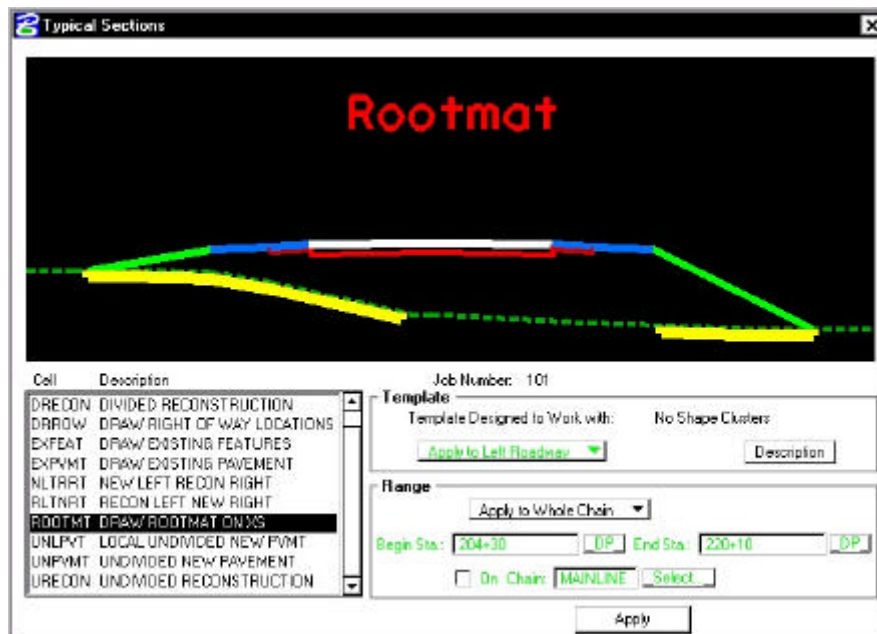 Typical Sections
Rootmat
Cell Description
DRECON DIVIDED RECONSTRUCTION
DRROW DRAW RIGHT OF WAY LOCATIONS
EXFEAT DRAW EXISTING FEATURES
EXPVMT DRAW EXISTING PAVEMENT
NLTRRT NEW LEFT RECON RIGHT
RLTNRT RECON LEFT NEW RIGHT
ROOTMT DRAW ROOTMAT ON XS
UNLPVT LOCAL UNDIVIDED NEW PVMT
UNPVMT UNDIVIDED NEW PAVEMENT
URECON UNDIVIDED RECONSTRUCTION
Job Number: 101
Template
Template Designed to Work with: No Shape Clusters
Apply to Left Roadway Description
Range
Apply to Whole Chain
Begin Sta.: 204+30 DP End Sta.: 220+10 DP
On Chain: MAINLINE Select
Apply